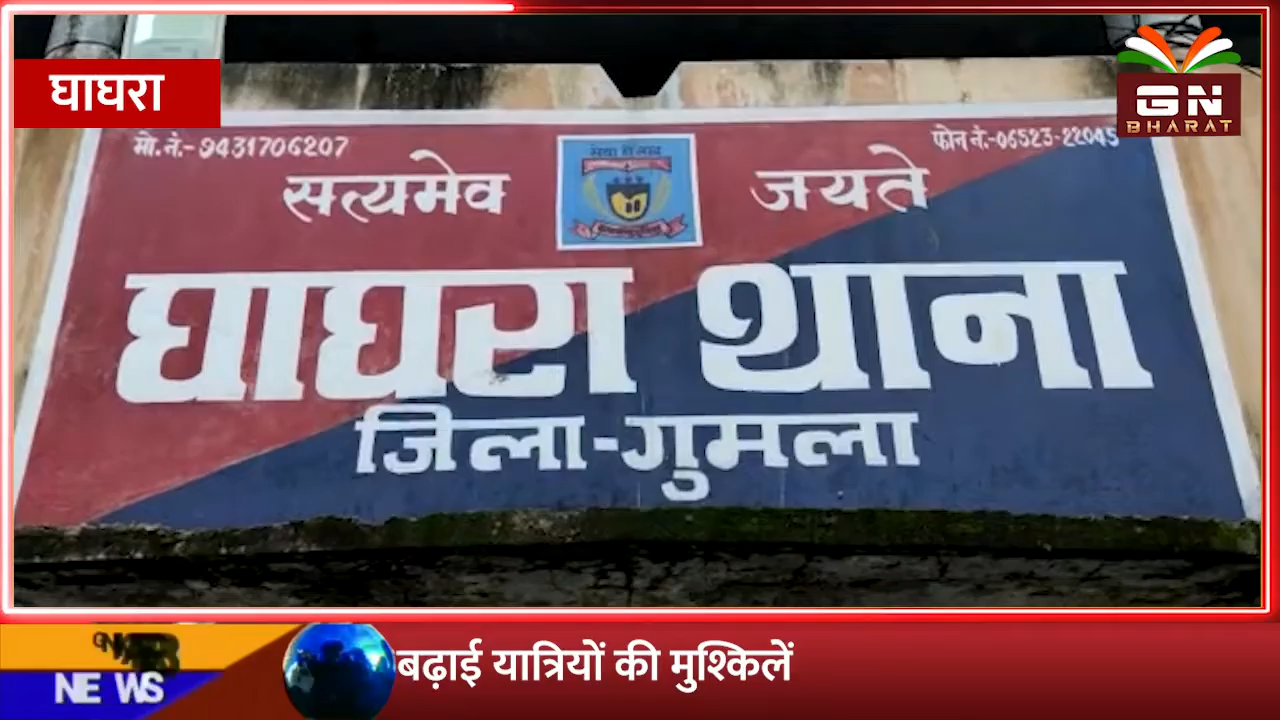 घाघरा
GN
BHARAT
मो.नं.-9431706207
फोन नं.-06523-22045
सत्यमेव जयते
घाघरा थाना
जिला-गुमला
NEWS
बढ़ाई यात्रियों की मुश्किलें